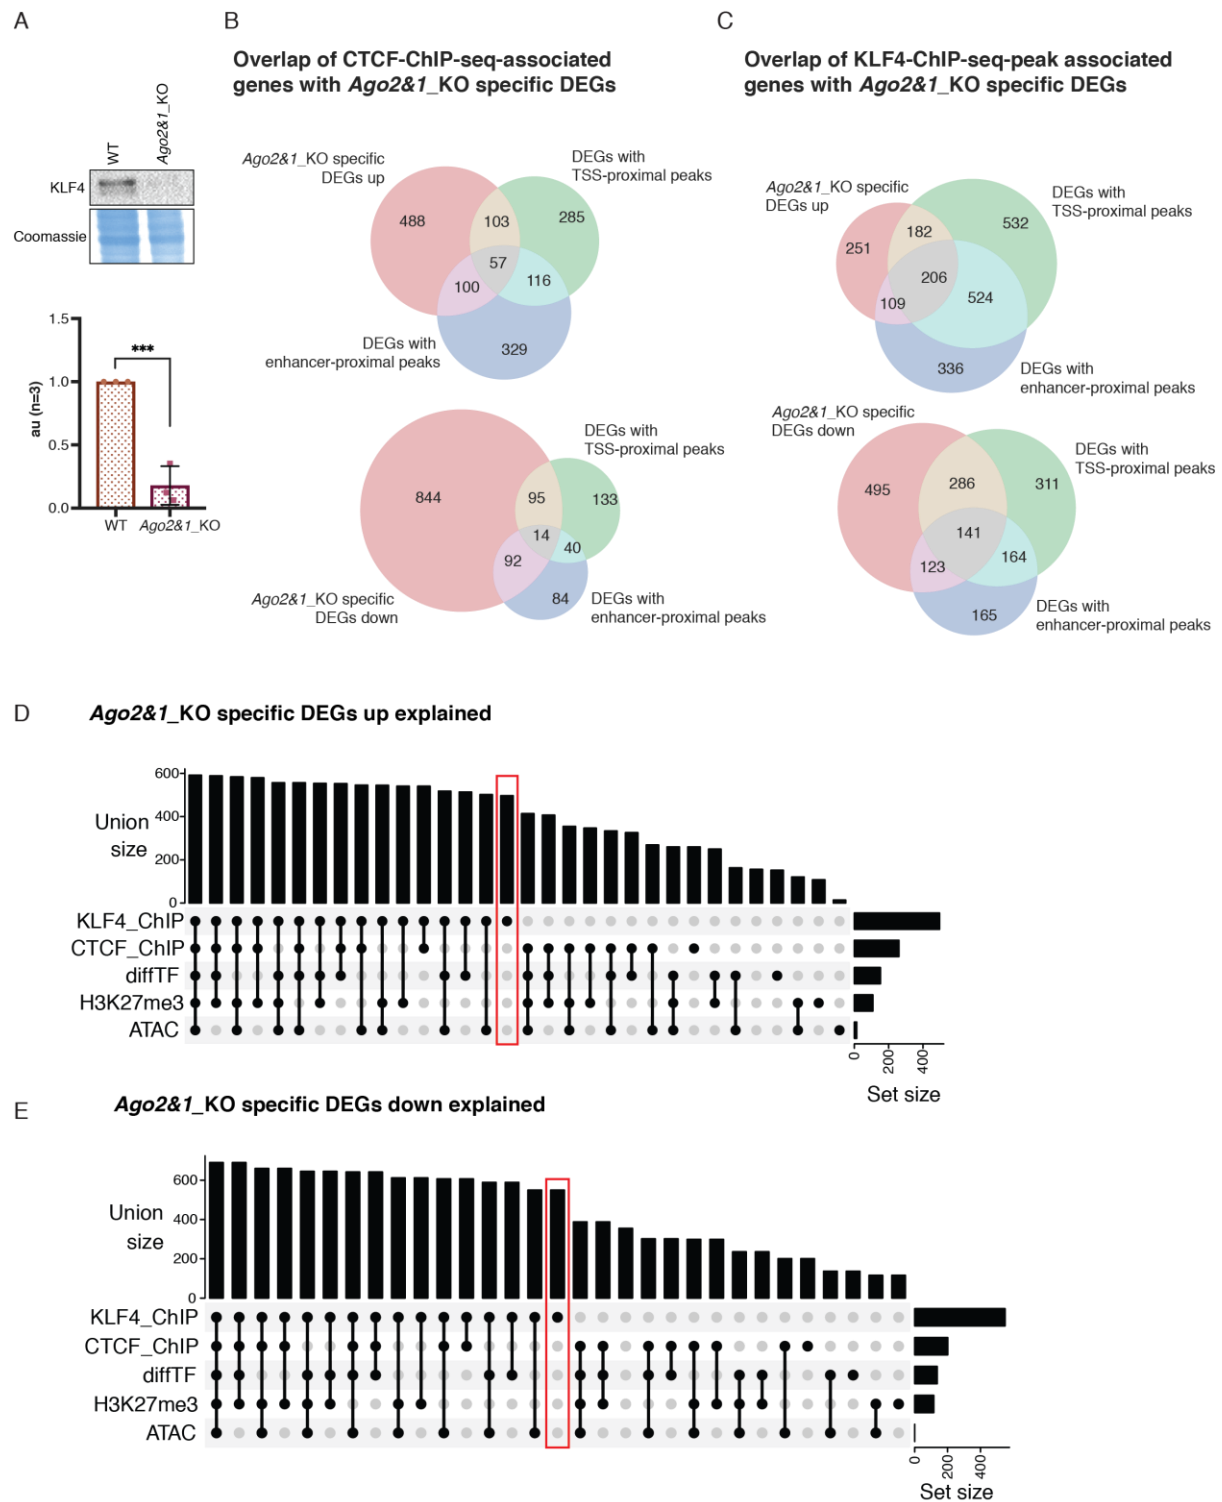 A
WT
Ago2&1_KO
KLF4
Coomassie
1.5
1.0
0.5
0.0
au (n=3)
***
WT
Ago2&1_KO
B
Overlap of CTCF-ChIP-seq-associated
genes with Ago2&1_KO specific DEGs
Ago2&1_KO specific
DEGs up
DEGs with
TSS-proximal peaks
488
103
285
57
100
116
329
DEGs with
enhancer-proximal peaks
DEGs with
TSS-proximal peaks
844
95
133
14
40
92
84
Ago2&1_KO specific
DEGs down
DEGs with
enhancer-proximal peaks
C
Overlap of KLF4-ChIP-seq-peak associated
genes with Ago2&1_KO specific DEGs
Ago2&1_KO specific
DEGs up
DEGs with
TSS-proximal peaks
251
182
532
206
109
524
336
DEGs with
enhancer-proximal peaks
Ago2&1_KO specific
DEGs down
DEGs with
TSS-proximal peaks
495
286
311
141
123
164
165
DEGs with
enhancer-proximal peaks
D
Ago2&1_KO specific DEGs up explained
Union
size
600
400
200
0
KLF4_ChIP
CTCF_ChIP
diffTF
H3K27me3
ATAC
0
200
400
Set size
E
Ago2&1_KO specific DEGs down explained
Union
size
600
400
200
0
KLF4_ChIP
CTCF_ChIP
diffTF
H3K27me3
ATAC
0
200
400
Set size